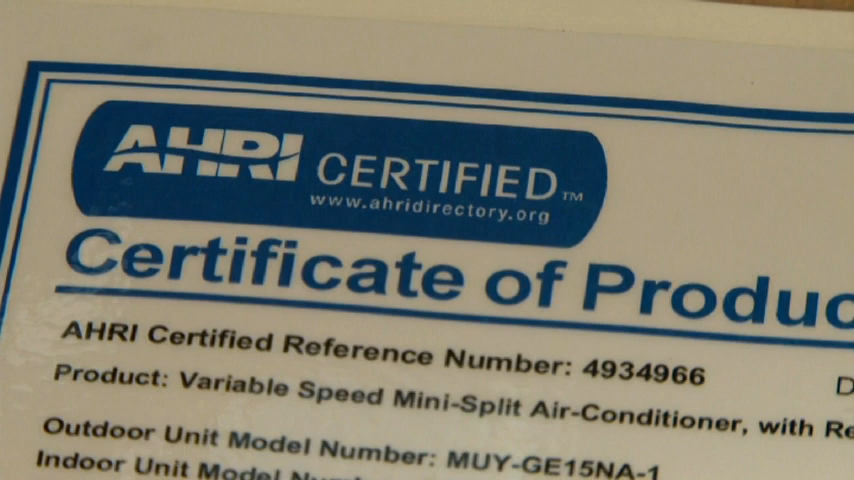 AHRI CERTIFIED™
www.ahridirectory.org
Certificate of Produc
AHRI Certified Reference Number: 4934966 D
Product: Variable Speed Mini-Split Air-Conditioner, with Re
Outdoor Unit Model Number: MUY-GE15NA-1
Indoor Unit Model